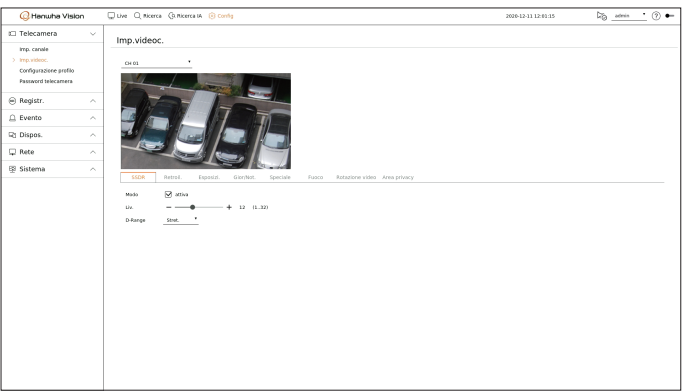 Hanwha Vision
Live Ricerca Ricerca IA Config
2020-12-11 12:01:15
admin
Telecamera
Imp. canale
Imp.videoc.
Configurazione profilo
Password telecamera
Registr.
Evento
Dispos.
Rete
Sistema
Imp.videoc.
CH 01
SSDR Retroil. Esposizi. Gior/Not. Speciale Fuoco Rotazione video Area privacy
Modo attiva
Liv. 12 (1..32)
D-Range Stret.